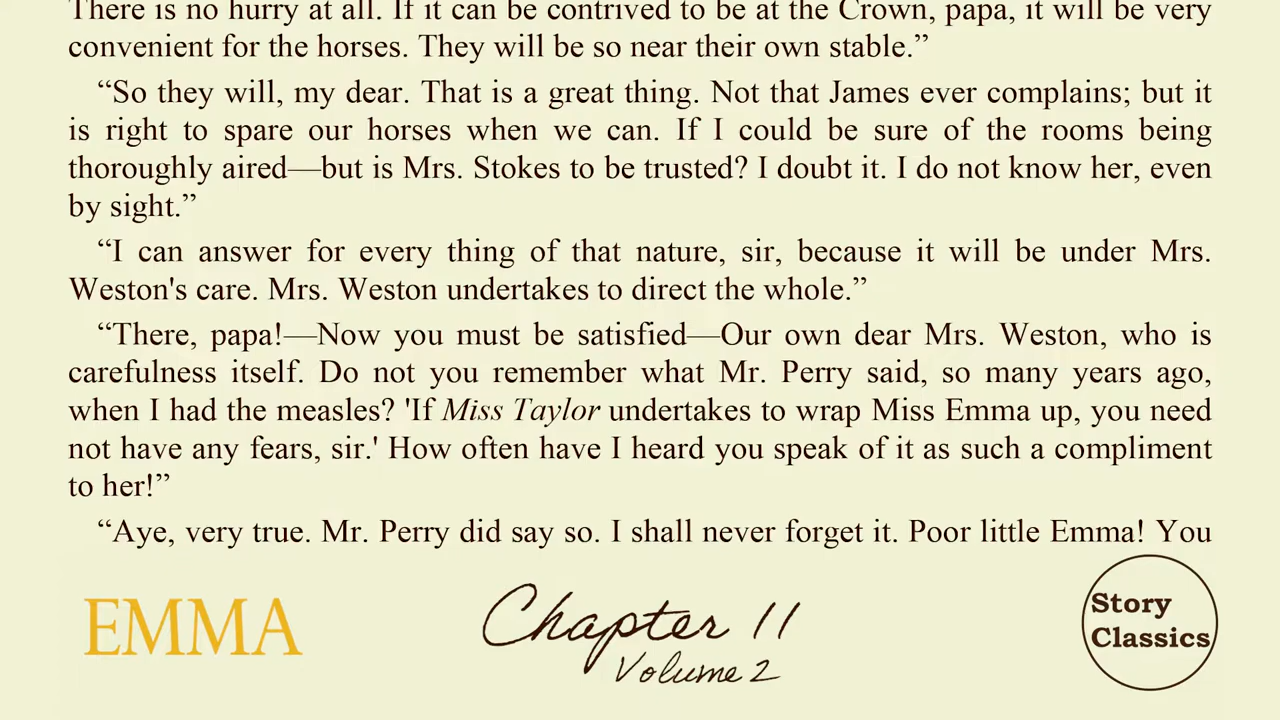 There is no hurry at all. If it can be contrived to be at the Crown, papa, it will be very
convenient for the horses. They will be so near their own stable.”
“So they will, my dear. That is a great thing. Not that James ever complains; but it
is right to spare our horses when we can. If I could be sure of the rooms being
thoroughly aired—but is Mrs. Stokes to be trusted? I doubt it. I do not know her, even
by sight.”
“I can answer for every thing of that nature, sir, because it will be under Mrs.
Weston's care. Mrs. Weston undertakes to direct the whole.”
“There, papa!—Now you must be satisfied—Our own dear Mrs. Weston, who is
carefulness itself. Do not you remember what Mr. Perry said, so many years ago,
when I had the measles? 'If Miss Taylor undertakes to wrap Miss Emma up, you need
not have any fears, sir.' How often have I heard you speak of it as such a compliment
to her!”
“Aye, very true. Mr. Perry did say so. I shall never forget it. Poor little Emma! You
EMMA
Chapter 11
Volume 2
Story
Classics